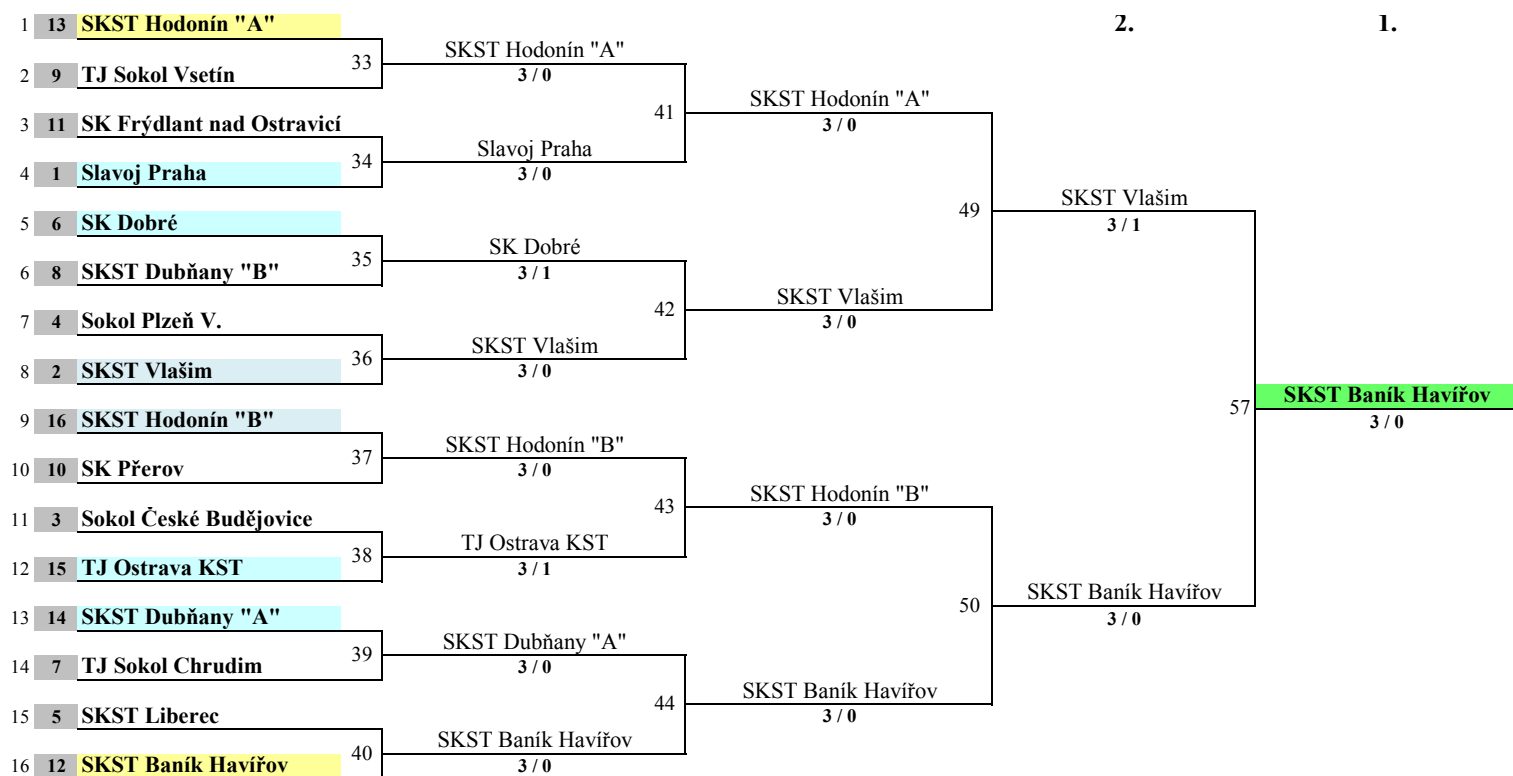 2. 1.
1 13 SKST Hodonín "A"
SKST Hodonín "A"
33
3 / 0
2 9 TJ Sokol Vsetín
SKST Hodonín "A"
41
3 / 0
3 11 SK Frýdlant nad Ostravicí
Slavoj Praha
34
3 / 0
4 1 Slavoj Praha
SKST Vlašim
49
3 / 1
5 6 SK Dobré
SK Dobré
35
3 / 1
6 8 SKST Dubňany "B"
SKST Vlašim
42
3 / 0
7 4 Sokol Plzeň V.
SKST Vlašim
36
3 / 0
8 2 SKST Vlašim
SKST Baník Havířov
57
3 / 0
9 16 SKST Hodonín "B"
SKST Hodonín "B"
37
3 / 0
10 10 SK Přerov
SKST Hodonín "B"
43
3 / 0
11 3 Sokol České Budějovice
TJ Ostrava KST
38
3 / 1
12 15 TJ Ostrava KST
SKST Baník Havířov
50
3 / 0
13 14 SKST Dubňany "A"
SKST Dubňany "A"
39
3 / 0
14 7 TJ Sokol Chrudim
SKST Baník Havířov
44
3 / 0
15 5 SKST Liberec
SKST Baník Havířov
40
3 / 0
16 12 SKST Baník Havířov